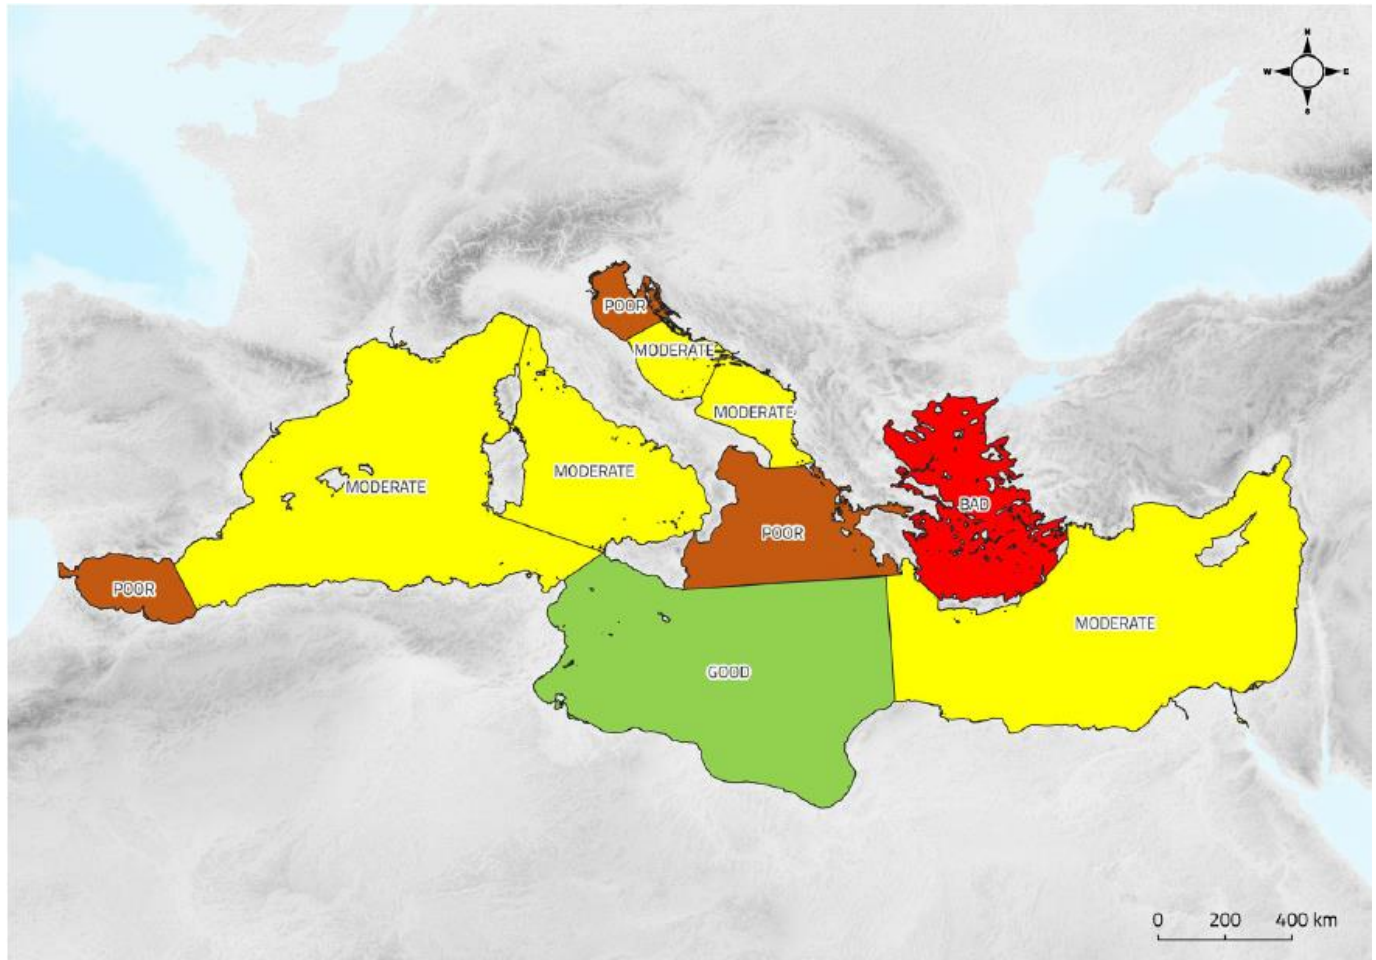 N
W E
S
POOR
MODERATE
MODERATE
MODERATE
MODERATE
BAD
POOR
POOR
MODERATE
GOOD
0 200 400 km